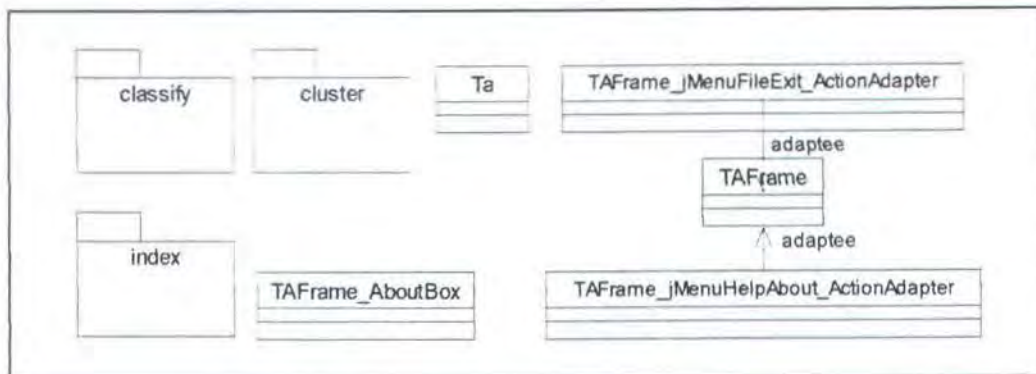 classify
cluster
Ta
TAFrame_jMenuFileExit_ActionAdapter
adaptee
TAFrame
adaptee
index
TAFrame_AboutBox
TAFrame_jMenuHelpAbout_ActionAdapter